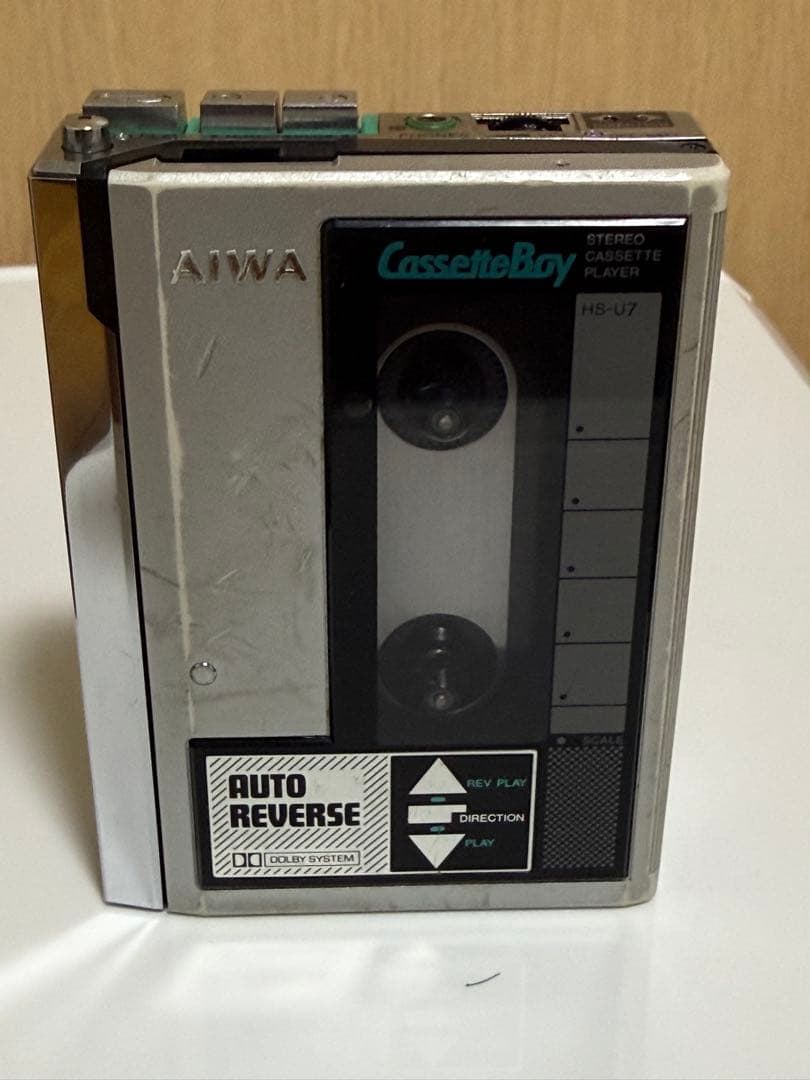 AIWA
CassetteBoy
STEREO
CASSETTE
PLAYER
HS-U7
SCALE
AUTO
REVERSE
DOLBY SYSTEM
REV PLAY
DIRECTION
PLAY